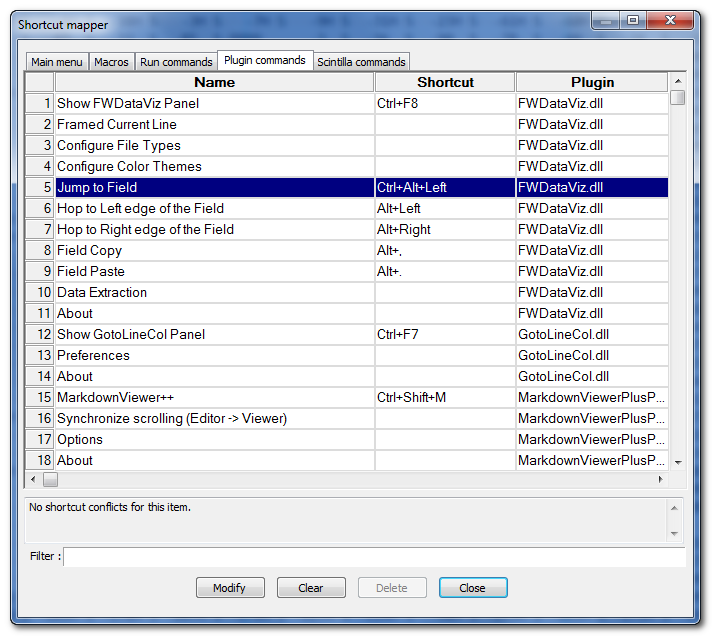 Shortcut mapper
Main menu Macros Run commands Plugin commands Scintilla commands
Name Shortcut Plugin
1 Show FWDataViz Panel Ctrl+F8 FWDataViz.dll
2 Framed Current Line FWDataViz.dll
3 Configure File Types FWDataViz.dll
4 Configure Color Themes FWDataViz.dll
5 Jump to Field Ctrl+Alt+Left FWDataViz.dll
6 Hop to Left edge of the Field Alt+Left FWDataViz.dll
7 Hop to Right edge of the Field Alt+Right FWDataViz.dll
8 Field Copy Alt+, FWDataViz.dll
9 Field Paste Alt+. FWDataViz.dll
10 Data Extraction FWDataViz.dll
11 About FWDataViz.dll
12 Show GotoLineCol Panel Ctrl+F7 GotoLineCol.dll
13 Preferences GotoLineCol.dll
14 About GotoLineCol.dll
15 MarkdownViewer++ Ctrl+Shift+M MarkdownViewerPlusP...
16 Synchronize scrolling (Editor -> Viewer) MarkdownViewerPlusP...
17 Options MarkdownViewerPlusP...
18 About MarkdownViewerPlusP...
No shortcut conflicts for this item.
Filter :
Modify Clear Delete Close